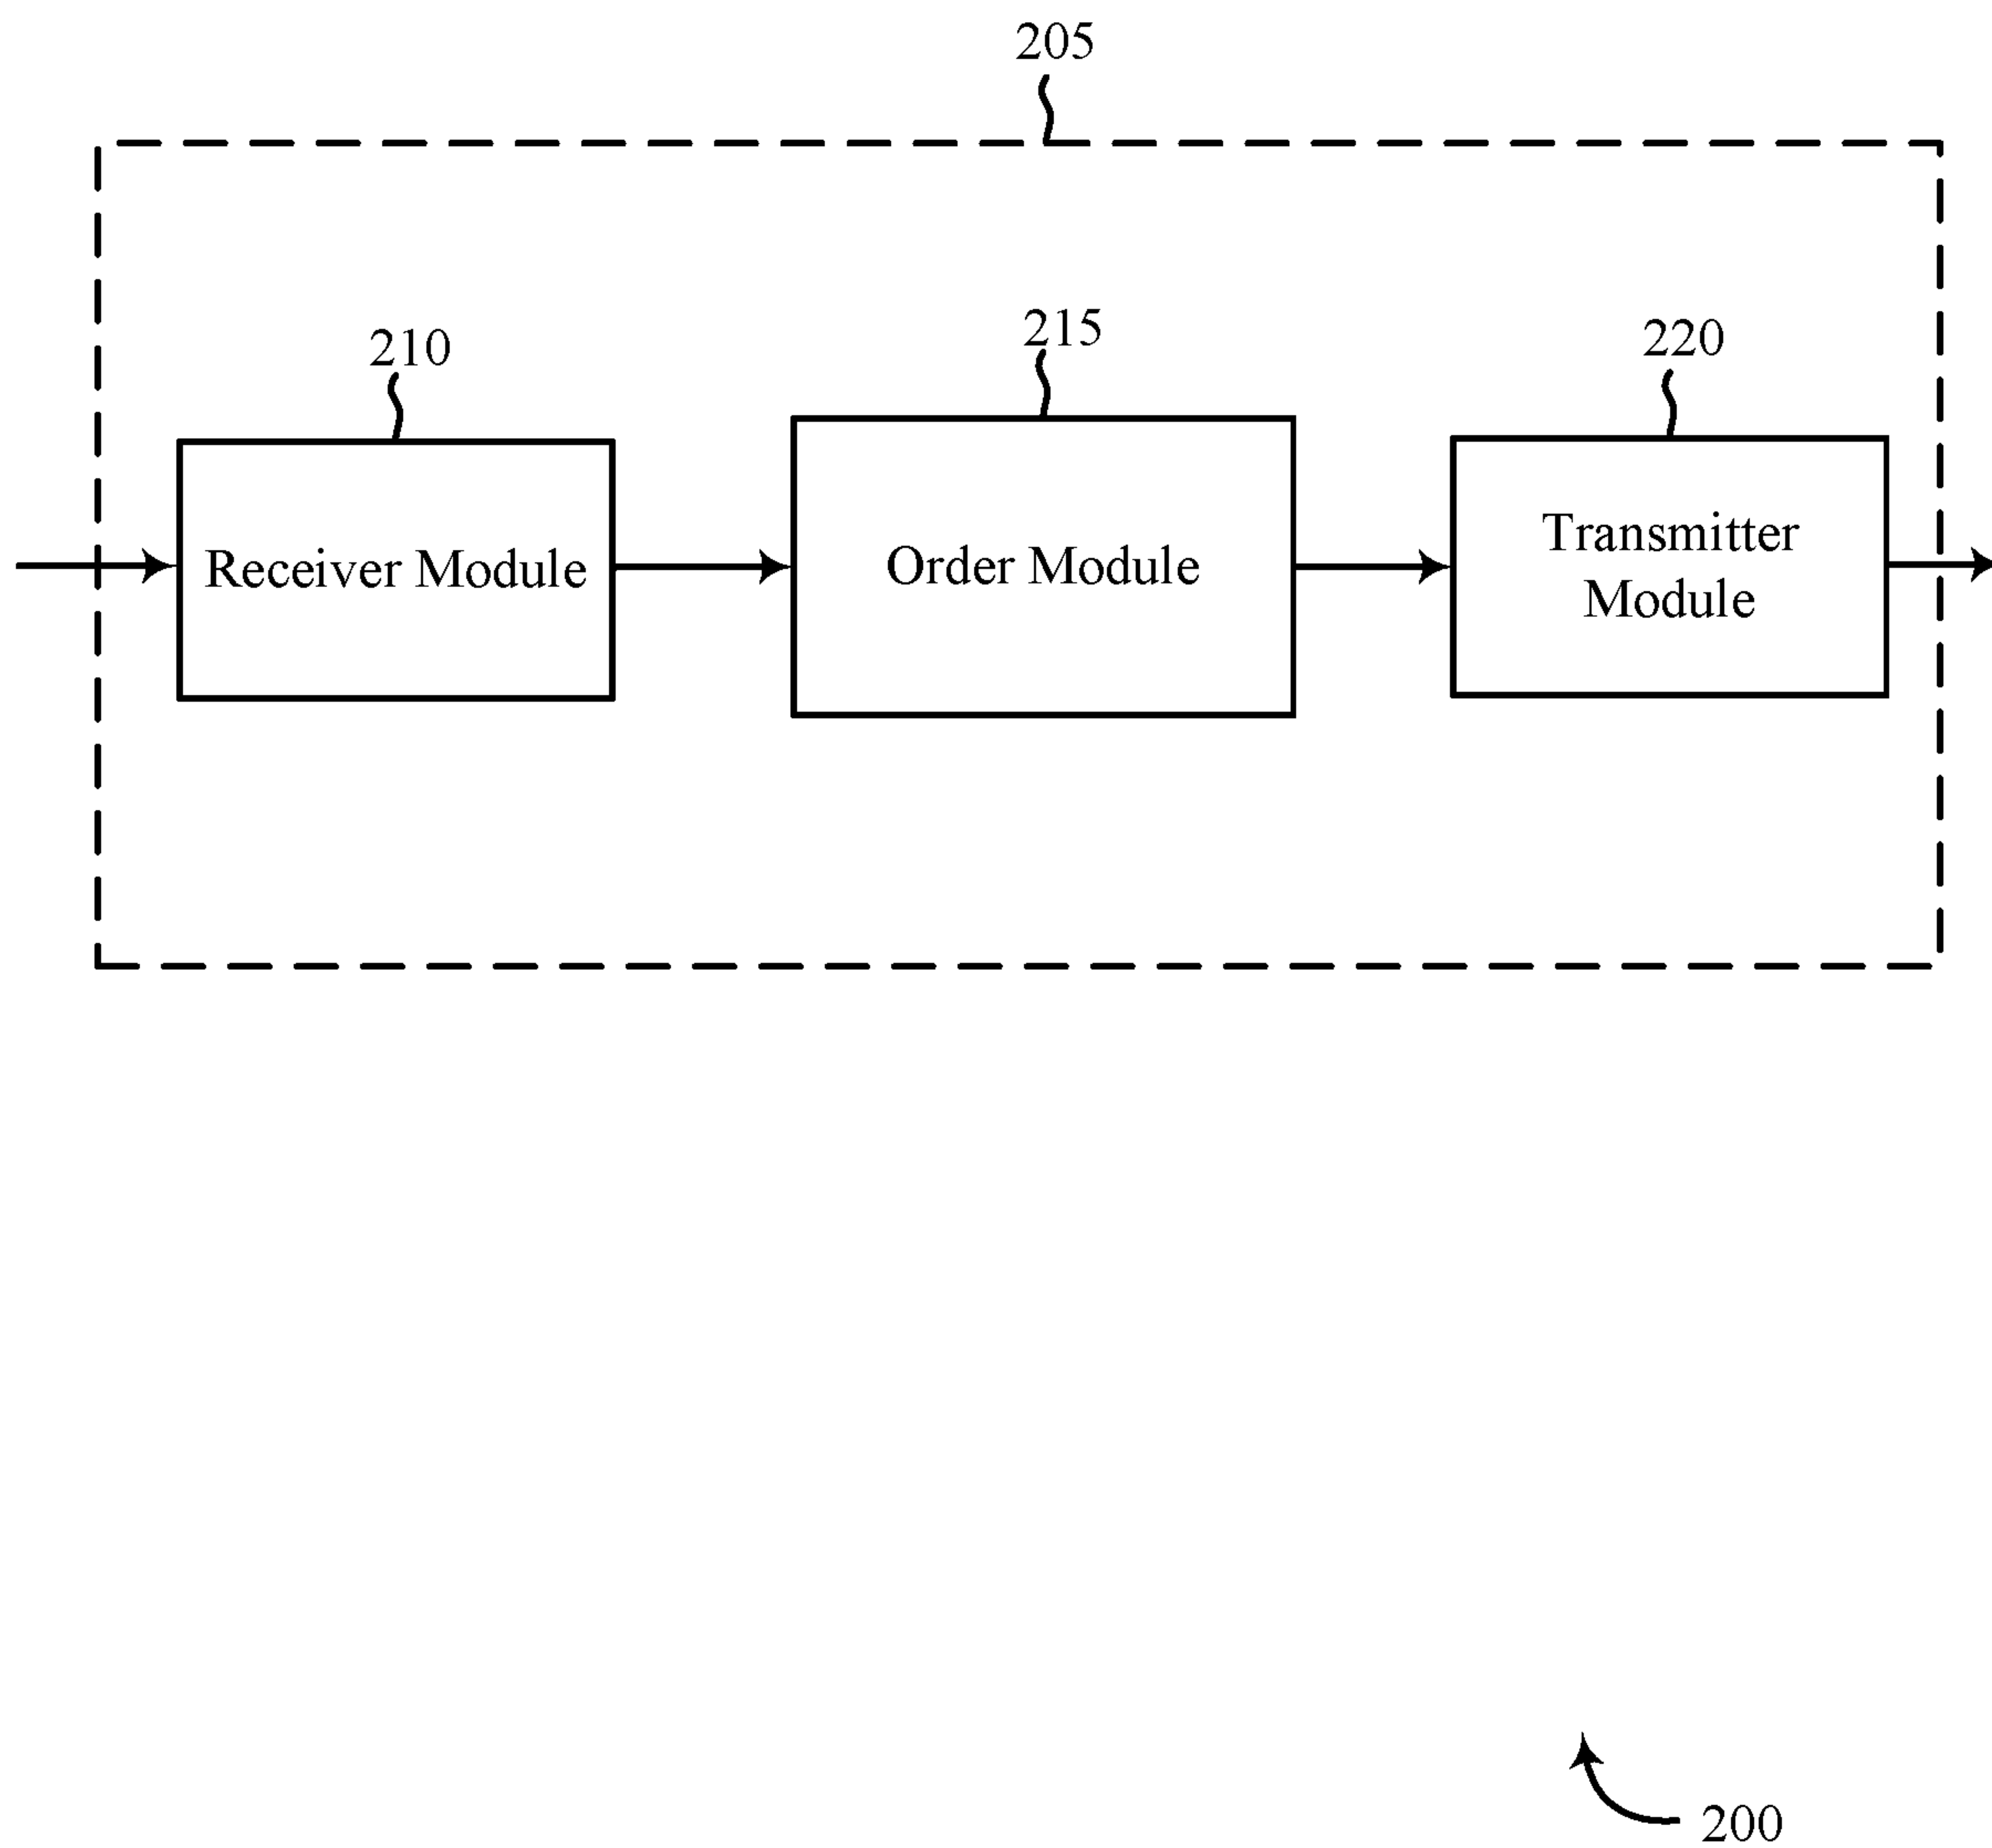 205
210
215
220
Receiver Module
Order Module
Transmitter
Module
200